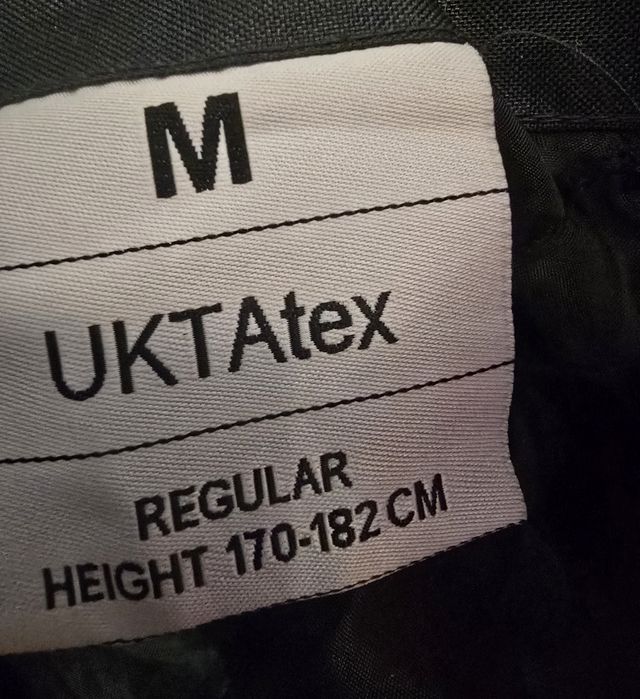 M
UKTAtex
REGULAR
HEIGHT 170-182 CM